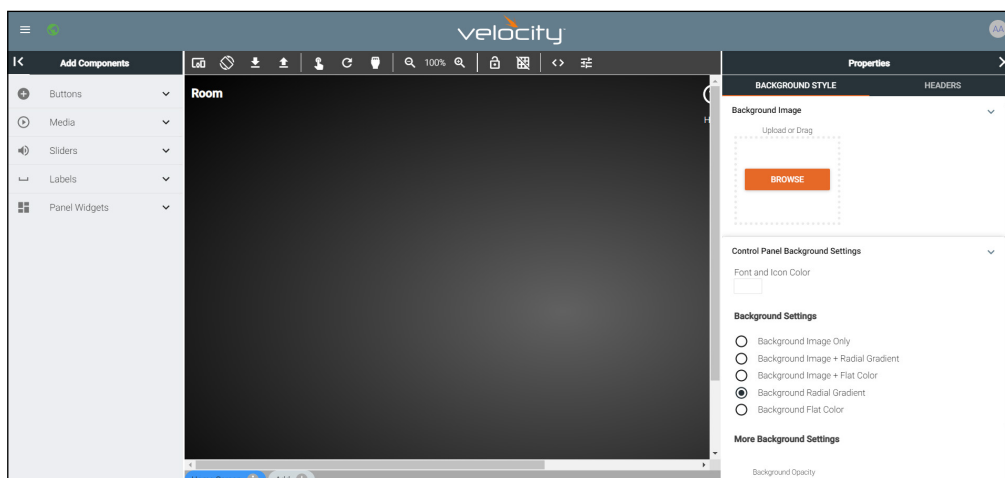 velocity
AA
Add Components
100%
Properties
Buttons
Media
Sliders
Labels
Panel Widgets
Room
H
BACKGROUND STYLE
HEADERS
Background Image
Upload or Drag
BROWSE
Control Panel Background Settings
Font and Icon Color
Background Settings
Background Image Only
Background Image + Radial Gradient
Background Image + Flat Color
Background Radial Gradient
Background Flat Color
More Background Settings
Background Opacity